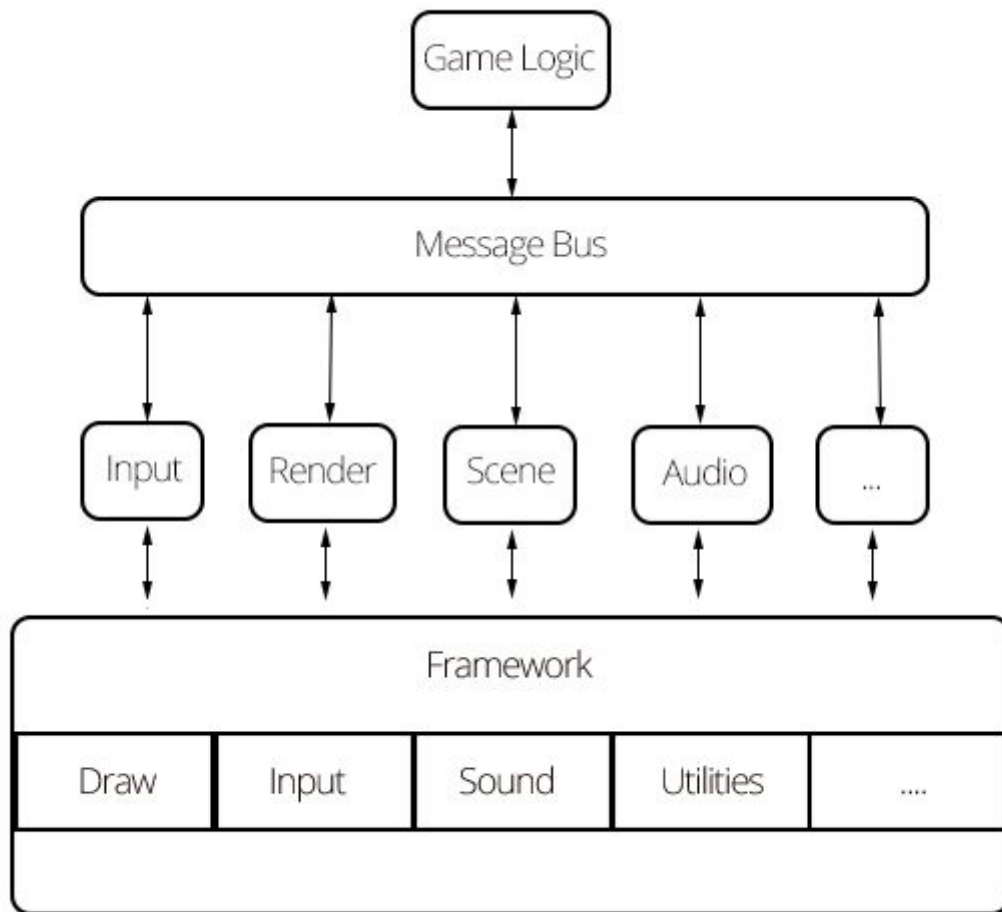 Game Logic
Message Bus
Input
Render
Scene
Audio
...
Framework
Draw
Input
Sound
Utilities
....